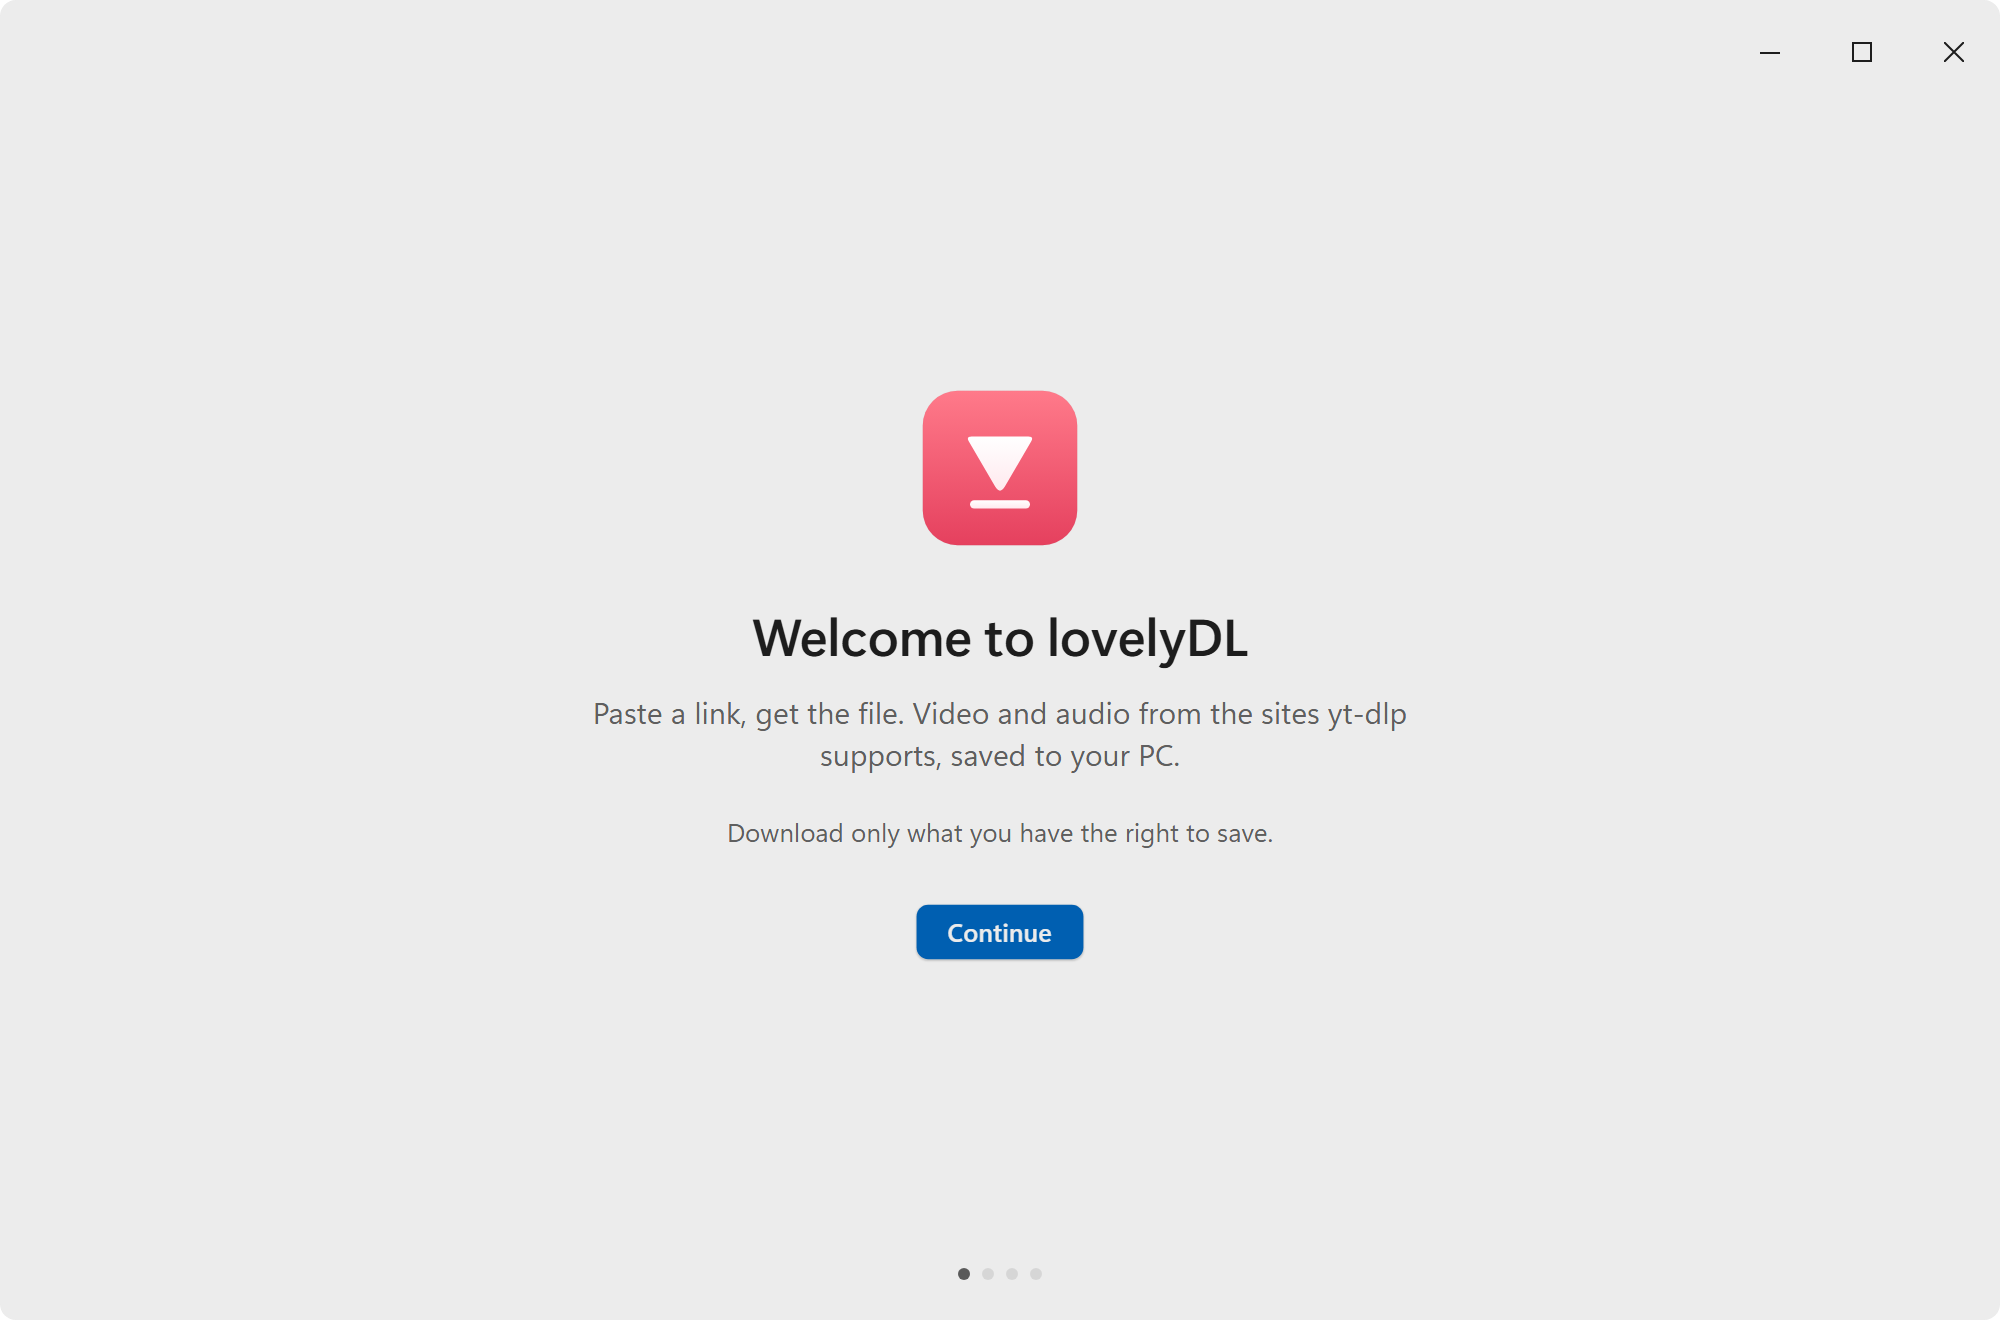 Welcome to lovelyDL
Paste a link, get the file. Video and audio from the sites yt-dlp
supports, saved to your PC.
Download only what you have the right to save.
Continue